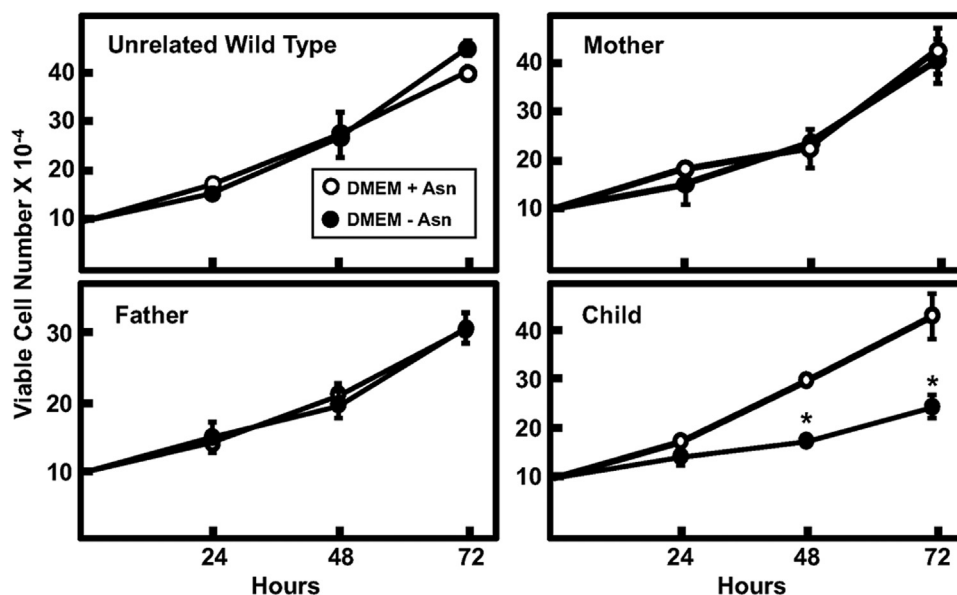 Unrelated Wild Type
Mother
40
30
20
10
DMEM + Asn
DMEM - Asn
40
30
20
10
Viable Cell Number X 10⁻⁴
Father
Child
30
20
10
40
*
30
*
20
10
24
48
72
24
48
72
Hours
Hours